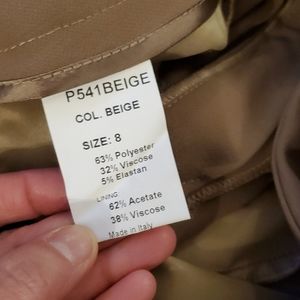 P541BEIGE
COL. BEIGE
SIZE: 8
63% Polyester
32% Viscose
5% Elastan
LINING
62% Acetate
38% Viscose
Made in Italy